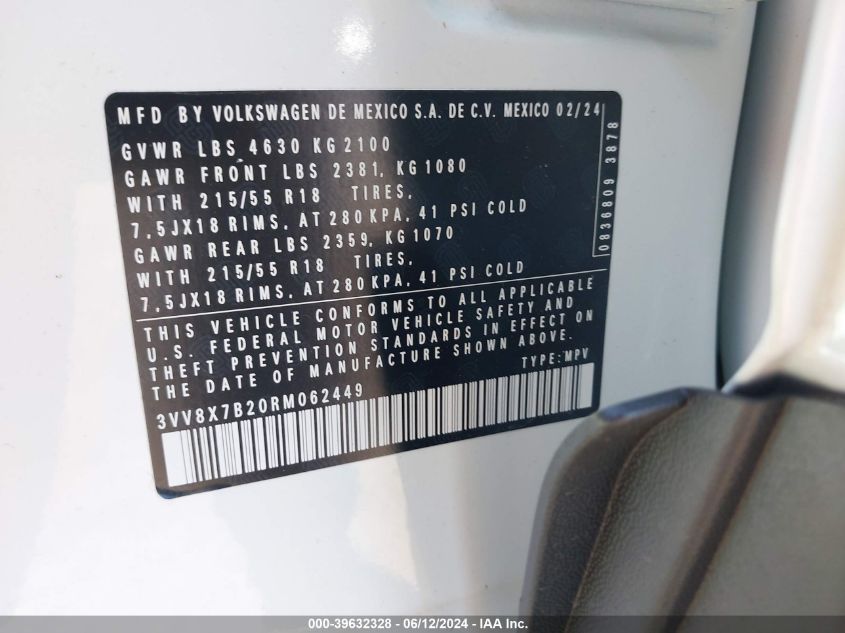 MFD BY VOLKSWAGEN DE MEXICO S.A. DE C.V. MEXICO 02/24
GVWR LBS 4630 KG 2100
GAWR FRONT LBS 2381, KG 1080
WITH 215/55 R18 TIRES,
7,5JX18 RIMS, AT 280 KPA, 41 PSI COLD
GAWR REAR LBS 2359, KG 1070
WITH 215/55 R18 TIRES,
7,5JX18 RIMS, AT 280 KPA, 41 PSI COLD
THIS VEHICLE CONFORMS TO ALL APPLICABLE
U.S. FEDERAL MOTOR VEHICLE SAFETY AND
THEFT PREVENTION STANDARDS IN EFFECT ON
THE DATE OF MANUFACTURE SHOWN ABOVE.
TYPE: MPV
3VV8X7B20RM062449
0836809 3878
000-39632328 - 06/12/2024 - IAA Inc.